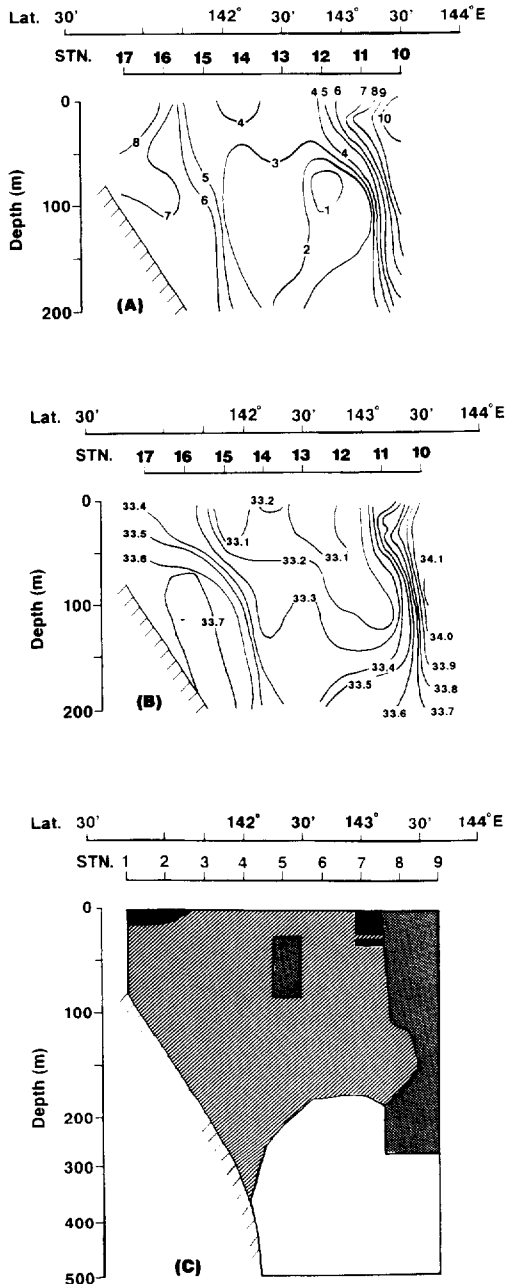 142° 143° 144°E
Lat. 30' 30' 30'
STN. 17 16 15 14 13 12 11 10
0
100
200
Depth (m)
4 5 6 7 8 9
10
8
4
4
3
5
6
7
1
2
(A)
142° 143° 144°E
Lat. 30' 30' 30'
STN. 17 16 15 14 13 12 11 10
0
100
200
Depth (m)
33.4
33.2
33.5
33.1
33.6
33.2
33.1
34.1
33.3
33.7
34.0
33.4
33.9
33.5
33.8
33.6
33.7
(B)
142° 143° 144°E
Lat. 30' 30' 30'
STN. 1 2 3 4 5 6 7 8 9
0
100
200
300
400
500
Depth (m)
(C)